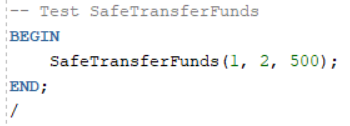 -- Test SafeTransferFunds
BEGIN
    SafeTransferFunds(1, 2, 500);
END;
/